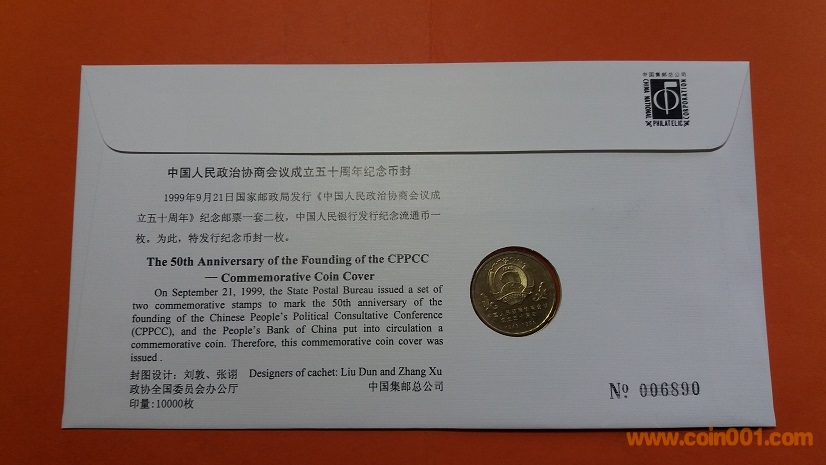 中国集邮总公司
CHINA NATIONAL PHILATELIC CORPORATION
中国人民政治协商会议成立五十周年纪念币封
1999年9月21日国家邮政局发行《中国人民政治协商会议成
立五十周年》纪念邮票一套二枚，中国人民银行发行纪念流通币一
枚。为此，特发行纪念币封一枚。
The 50th Anniversary of the Founding of the CPPCC
— Commemorative Coin Cover
On September 21, 1999, the State Postal Bureau issued a set of
two commemorative stamps to mark the 50th anniversary of the
founding of the Chinese People's Political Consultative Conference
(CPPCC), and the People's Bank of China put into circulation a
commemorative coin. Therefore, this commemorative coin cover was
issued .
封图设计：刘敦、张诩 Designers of cachet: Liu Dun and Zhang Xu
政协全国委员会办公厅 中国集邮总公司
印量：10000枚
№ 006890
www.coin001.com